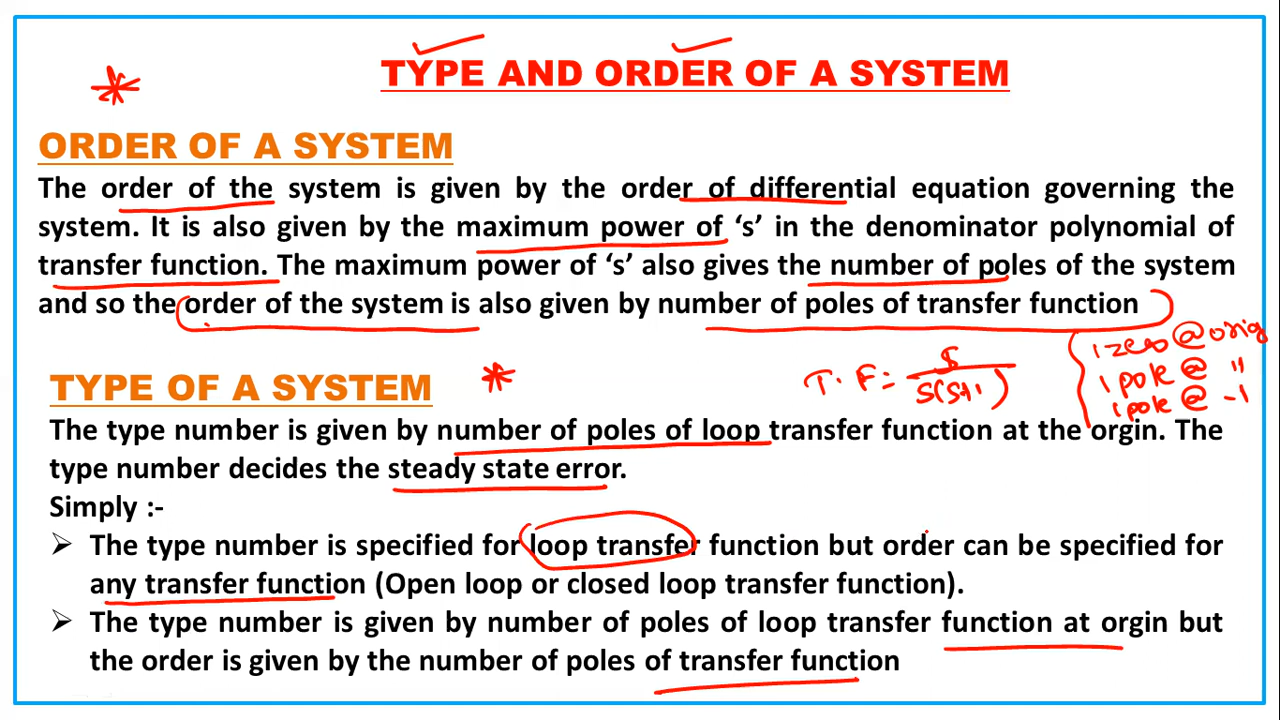 TYPE AND ORDER OF A SYSTEM
ORDER OF A SYSTEM
The order of the system is given by the order of differential equation governing the
system. It is also given by the maximum power of ‘s’ in the denominator polynomial of
transfer function. The maximum power of ‘s’ also gives the number of poles of the system
and so the order of the system is also given by number of poles of transfer function
1 zero @ orig
1 pole @ "
1 pole @ -1
T. F = S / S(S+1)
TYPE OF A SYSTEM
The type number is given by number of poles of loop transfer function at the orgin. The
type number decides the steady state error.
Simply :-
➢ The type number is specified for loop transfer function but order can be specified for
any transfer function (Open loop or closed loop transfer function).
➢ The type number is given by number of poles of loop transfer function at orgin but
the order is given by the number of poles of transfer function